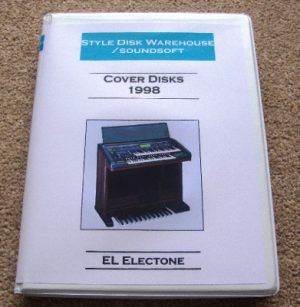 Style Disk Warehouse
/soundsoft
Cover Disks
1998
EL Electone